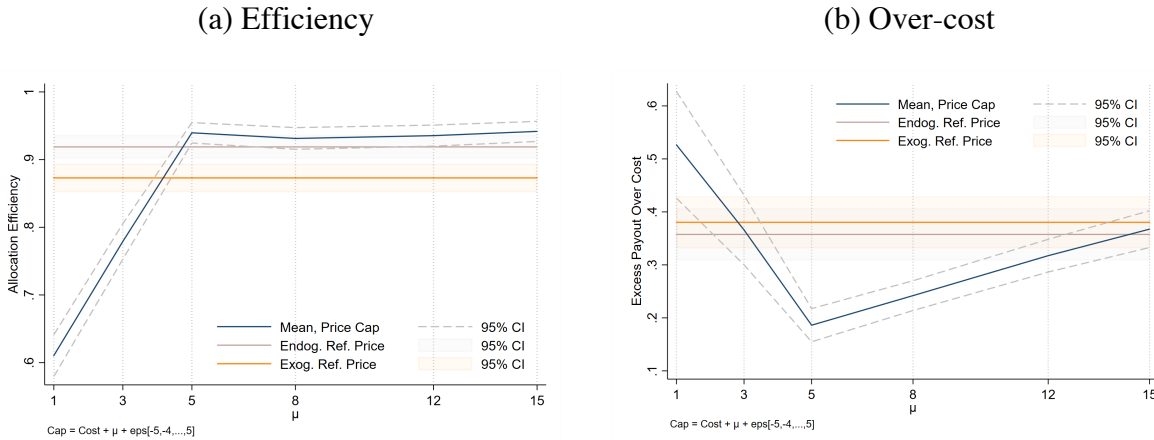 (a) Efficiency
Allocation Efficiency
1
.9
.8
.7
.6
Mean, Price Cap
95% CI
Endog. Ref. Price
95% CI
Exog. Ref. Price
95% CI
1 3 5 8 12 15
μ
Cap = Cost + μ + eps[-5,-4,...,5]
(b) Over-cost
Excess Payout Over Cost
.6
.5
.4
.3
.2
.1
Mean, Price Cap
95% CI
Endog. Ref. Price
95% CI
Exog. Ref. Price
95% CI
1 3 5 8 12 15
μ
Cap = Cost + μ + eps[-5,-4,...,5]